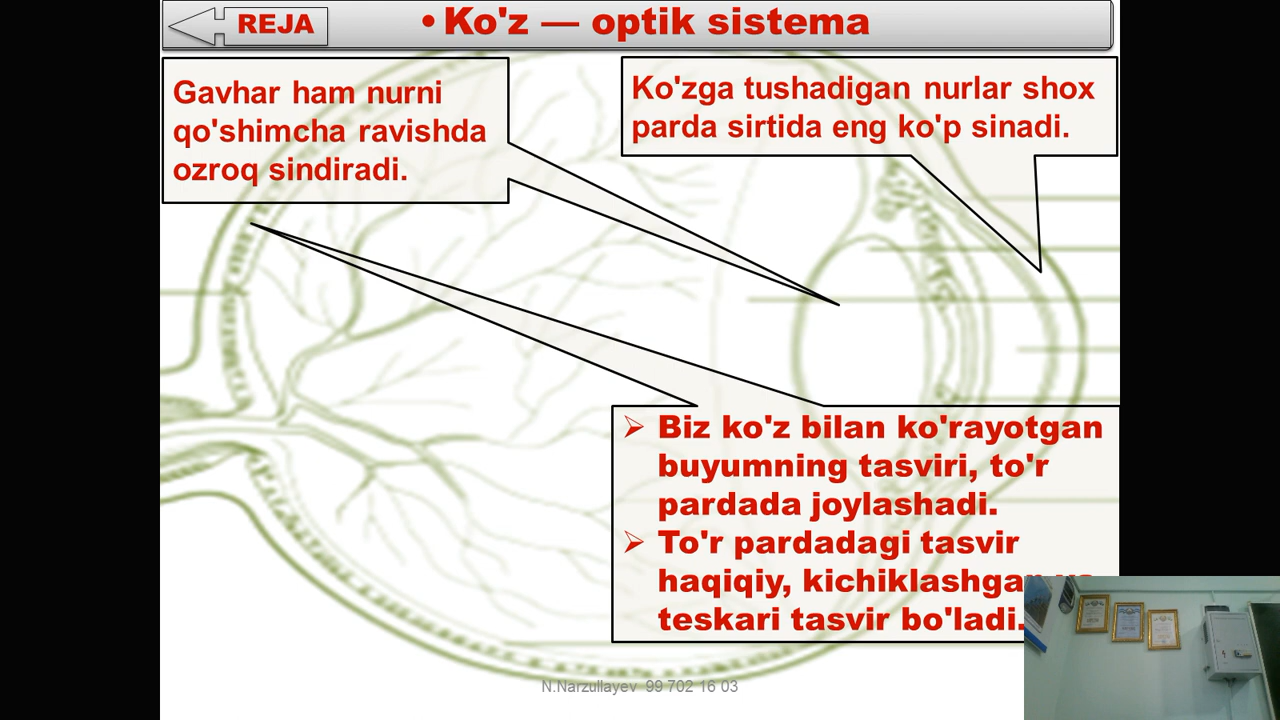 REJA
• Ko'z — optik sistema
Gavhar ham nurni
qo'shimcha ravishda
ozroq sindiradi.
Ko'zga tushadigan nurlar shox
parda sirtida eng ko'p sinadi.
➢ Biz ko'z bilan ko'rayotgan
buyumning tasviri, to'r
pardada joylashadi.
➢ To'r pardadagi tasvir
haqiqiy, kichiklashgan va
teskari tasvir bo'ladi.
N.Narzullayev 99 702 16 03